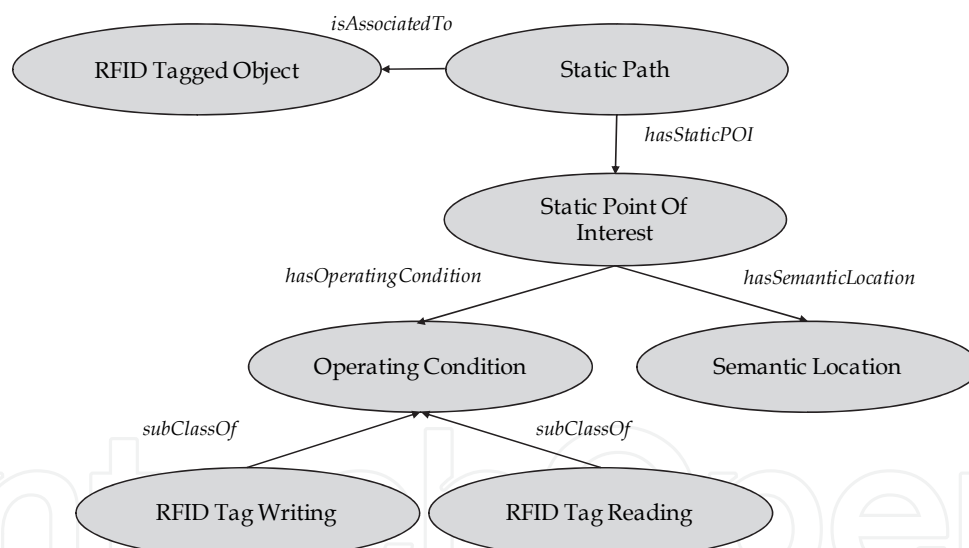 isAssociatedTo
RFID Tagged Object
Static Path
hasStaticPOI
Static Point Of
Interest
hasOperatingCondition
hasSemanticLocation
Operating Condition
Semantic Location
subClassOf
subClassOf
RFID Tag Writing
RFID Tag Reading